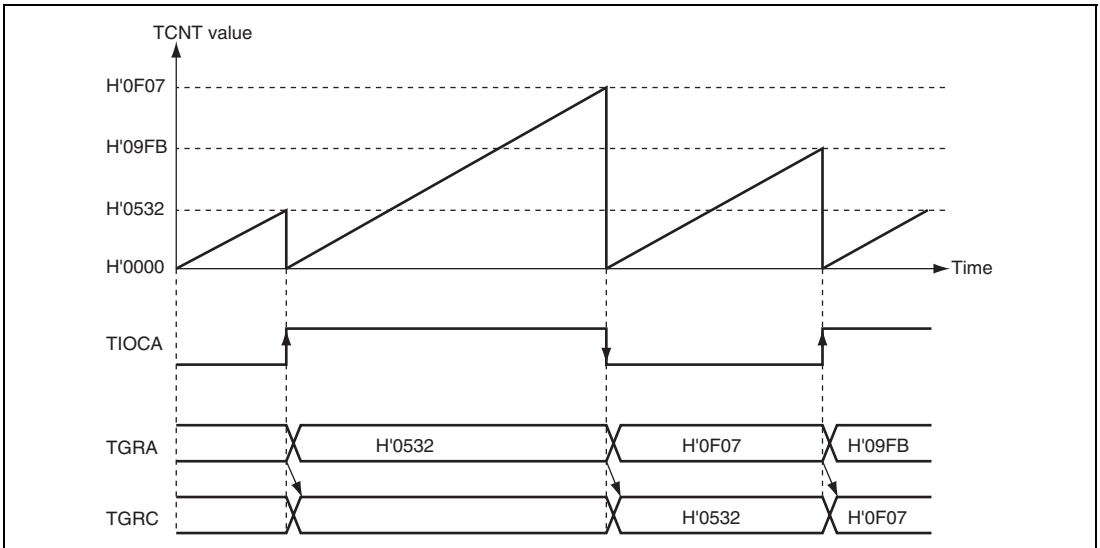 TCNT value
H'0F07
H'09FB
H'0532
H'0000
Time
TIOCA
TGRA
H'0532
H'0F07
H'09FB
TGRC
H'0532
H'0F07